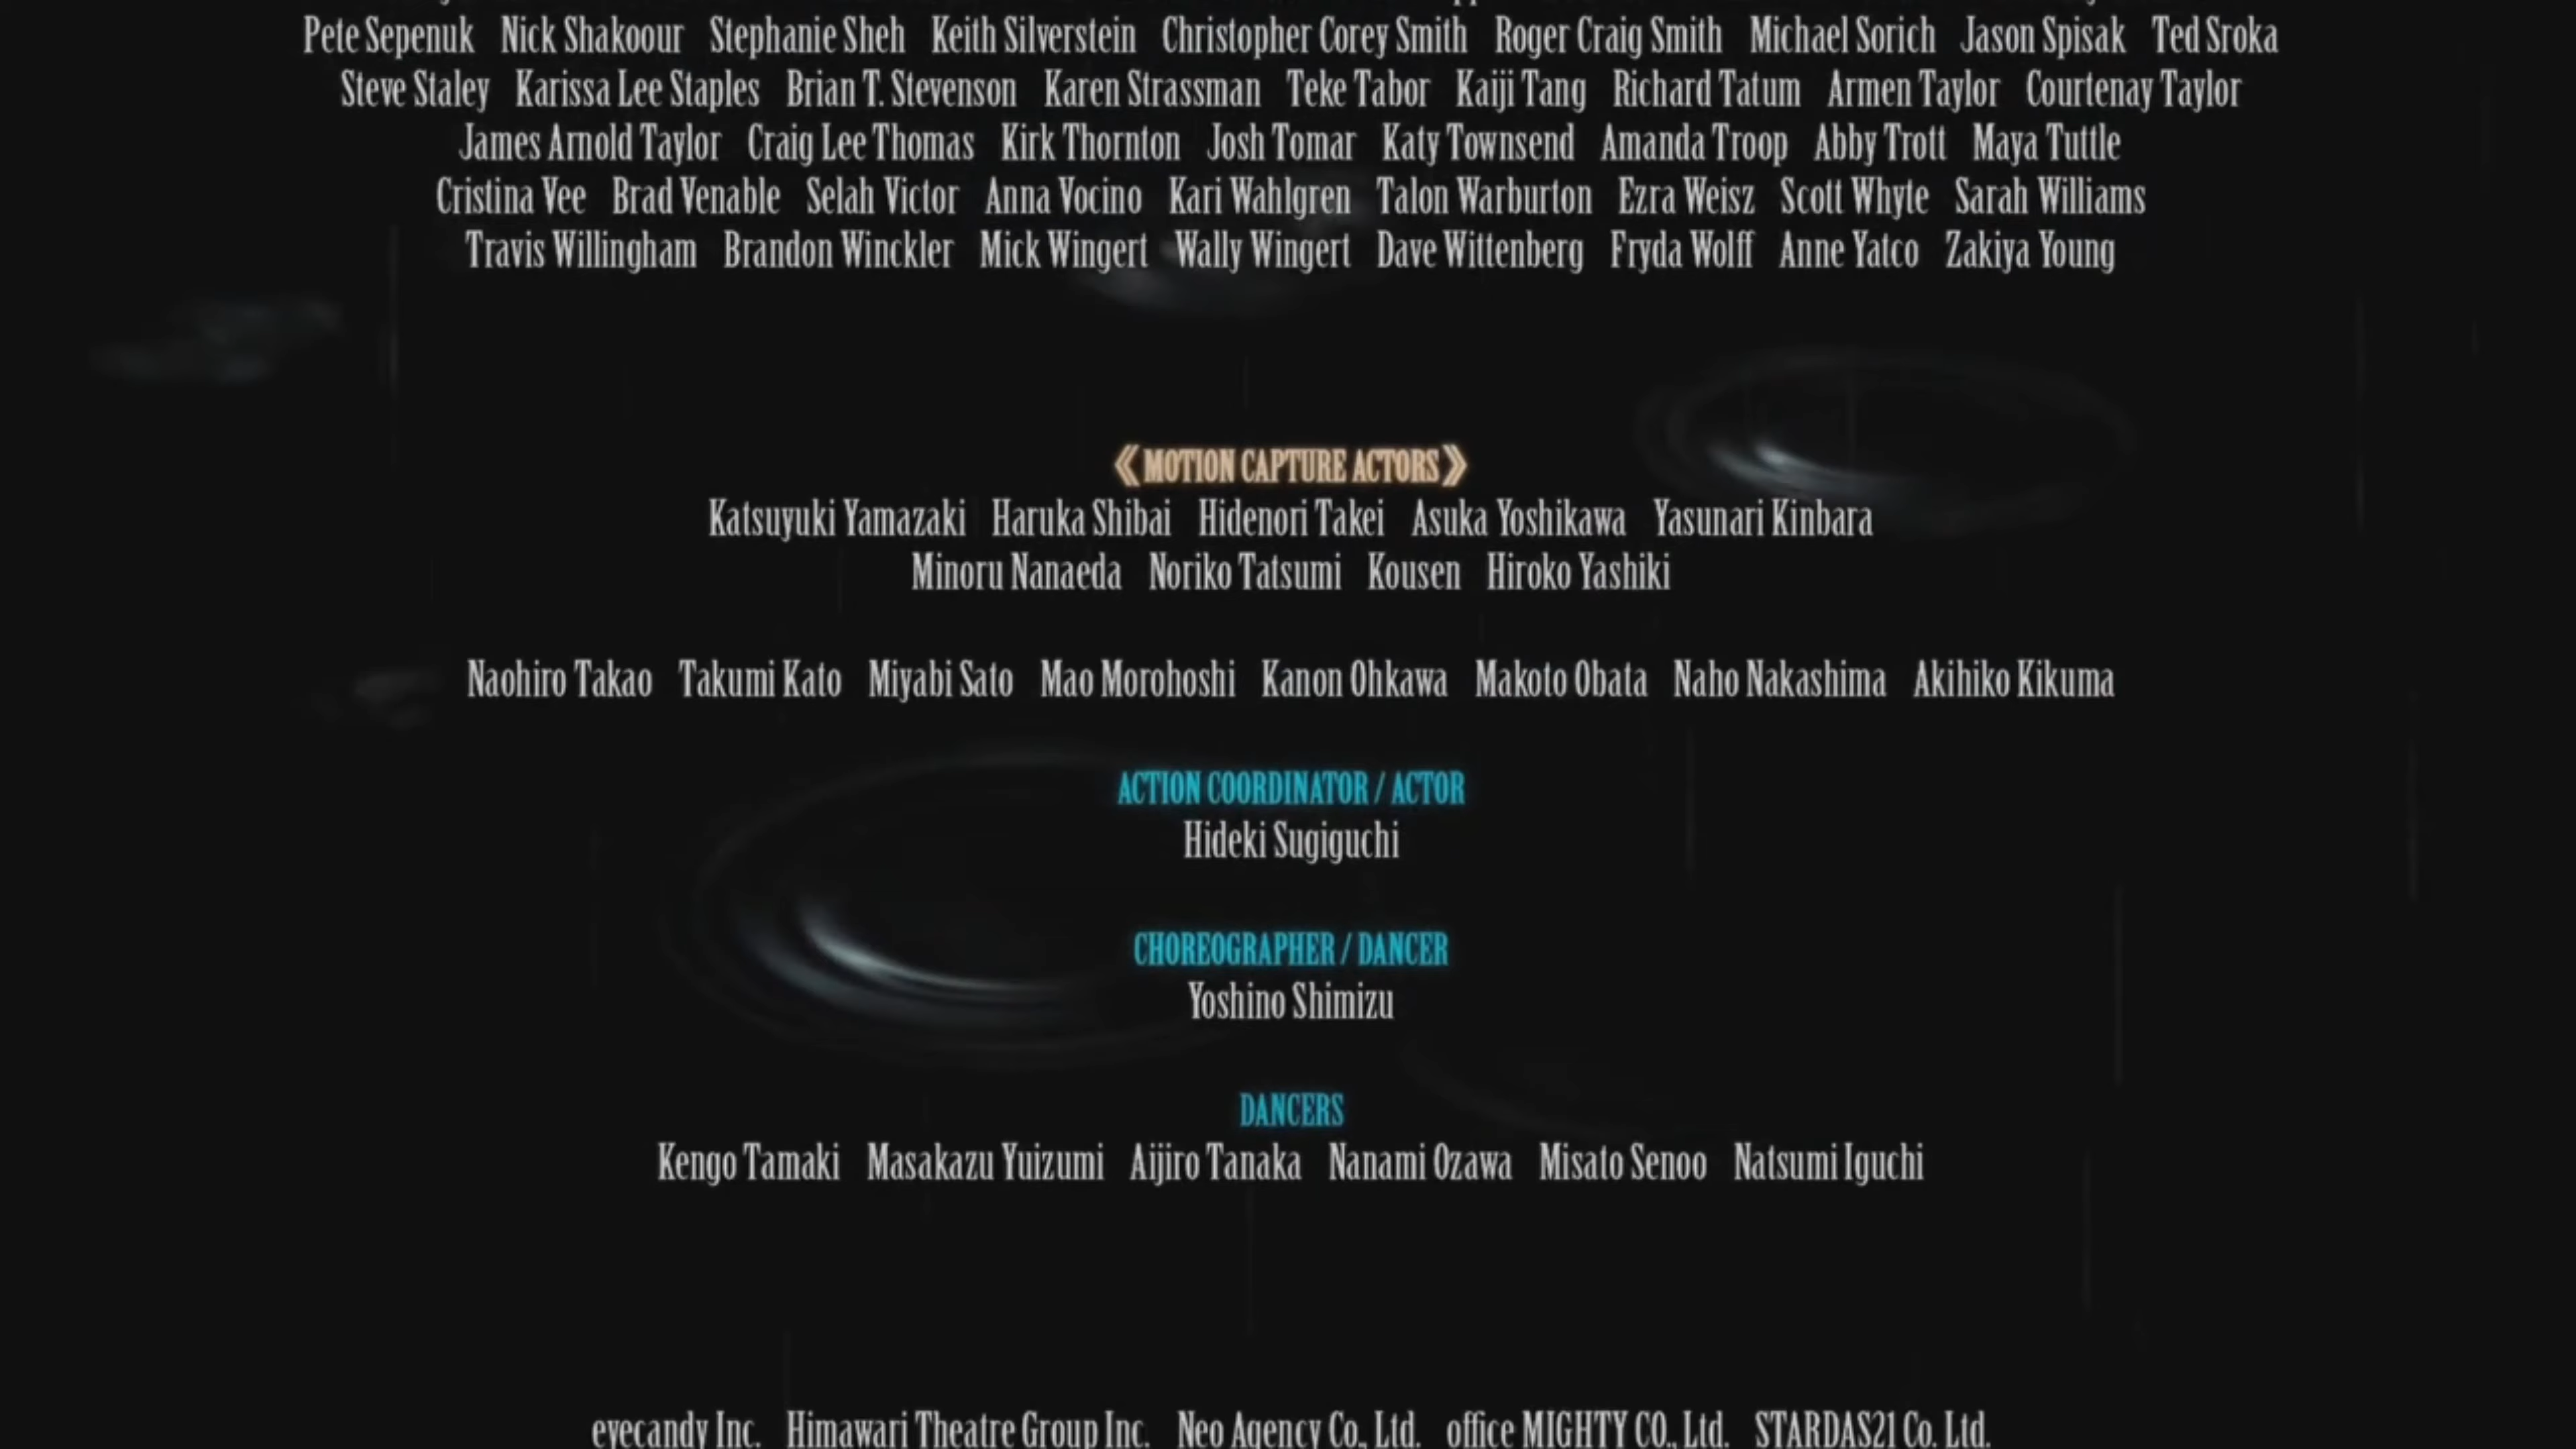 Pete Sepenuk Nick Shakoour Stephanie Sheh Keith Silverstein Christopher Corey Smith Roger Craig Smith Michael Sorich Jason Spisak Ted Sroka
Steve Staley Karissa Lee Staples Brian T. Stevenson Karen Strassman Teke Tabor Kaiji Tang Richard Tatum Armen Taylor Courtenay Taylor
James Arnold Taylor Craig Lee Thomas Kirk Thornton Josh Tomar Katy Townsend Amanda Troop Abby Trott Maya Tuttle
Cristina Vee Brad Venable Selah Victor Anna Vocino Kari Wahlgren Talon Warburton Ezra Weisz Scott Whyte Sarah Williams
Travis Willingham Brandon Winckler Mick Wingert Wally Wingert Dave Wittenberg Fryda Wolff Anne Yatco Zakiya Young
《MOTION CAPTURE ACTORS》
Katsuyuki Yamazaki Haruka Shibai Hidenori Takei Asuka Yoshikawa Yasunari Kinbara
Minoru Nanaeda Noriko Tatsumi Kousen Hiroko Yashiki
Naohiro Takao Takumi Kato Miyabi Sato Mao Morohoshi Kanon Ohkawa Makoto Obata Naho Nakashima Akihiko Kikuma
ACTION COORDINATOR / ACTOR
Hideki Sugiguchi
CHOREOGRAPHER / DANCER
Yoshino Shimizu
DANCERS
Kengo Tamaki Masakazu Yuizumi Aijiro Tanaka Nanami Ozawa Misato Senoo Natsumi Iguchi
eyecandy Inc. Himawari Theatre Group Inc. Neo Agency Co., Ltd. office MIGHTY CO., Ltd. STARDAS21 Co. Ltd.